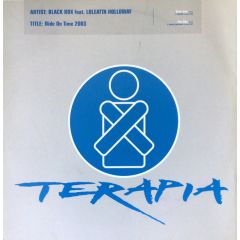 ARTIST: BLACK BOX feat. LOLEATTA HOLLOWAY
TITLE: Ride On Time 2003
TERAPIA